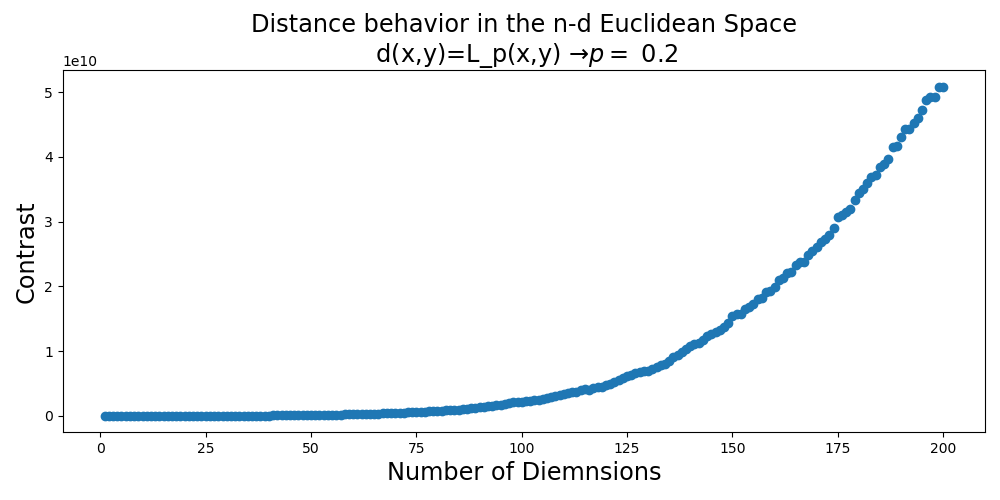 Distance behavior in the n-d Euclidean Space
d(x,y)=L_p(x,y) →p = 0.2
1e10
5
4
3
2
1
0
Contrast
0 25 50 75 100 125 150 175 200
Number of Diemnsions